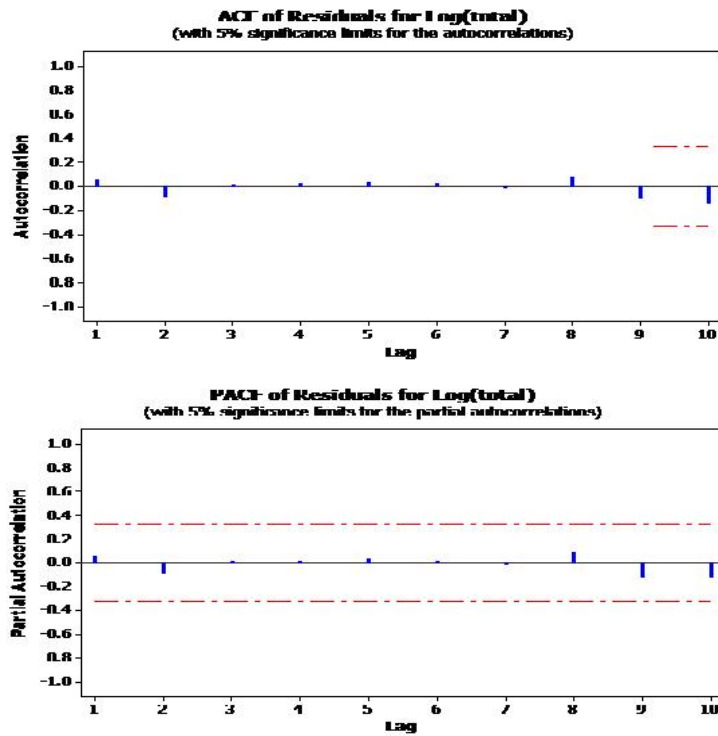 ACF of Residuals for Log(total)
(with 5% significance limits for the autocorrelations)
Autocorrelation
1.0
0.8
0.6
0.4
0.2
0.0
-0.2
-0.4
-0.6
-0.8
-1.0
1 2 3 4 5 6 7 8 9 10
Lag
PACF of Residuals for Log(total)
(with 5% significance limits for the partial autocorrelations)
Partial Autocorrelation
1.0
0.8
0.6
0.4
0.2
0.0
-0.2
-0.4
-0.6
-0.8
-1.0
1 2 3 4 5 6 7 8 9 10
Lag